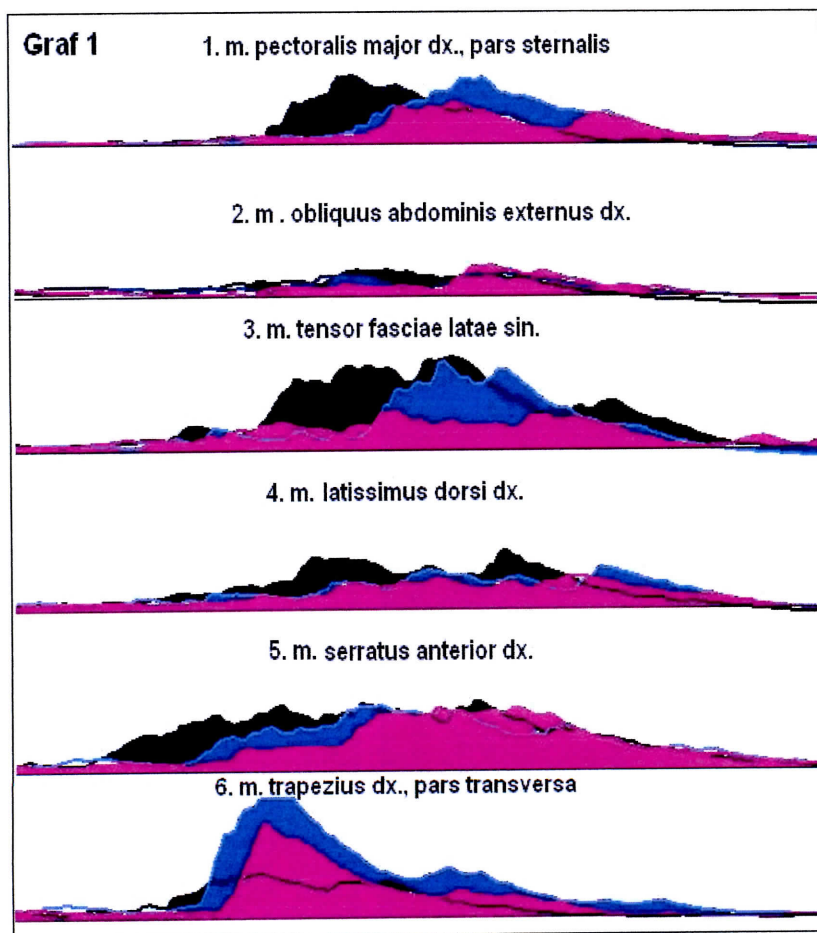 Graf 1
1. m. pectoralis major dx., pars sternalis
2. m . obliquus abdominis externus dx.
3. m. tensor fasciae latae sin.
4. m. latissimus dorsi dx.
5. m. serratus anterior dx.
6. m. trapezius dx., pars transversa